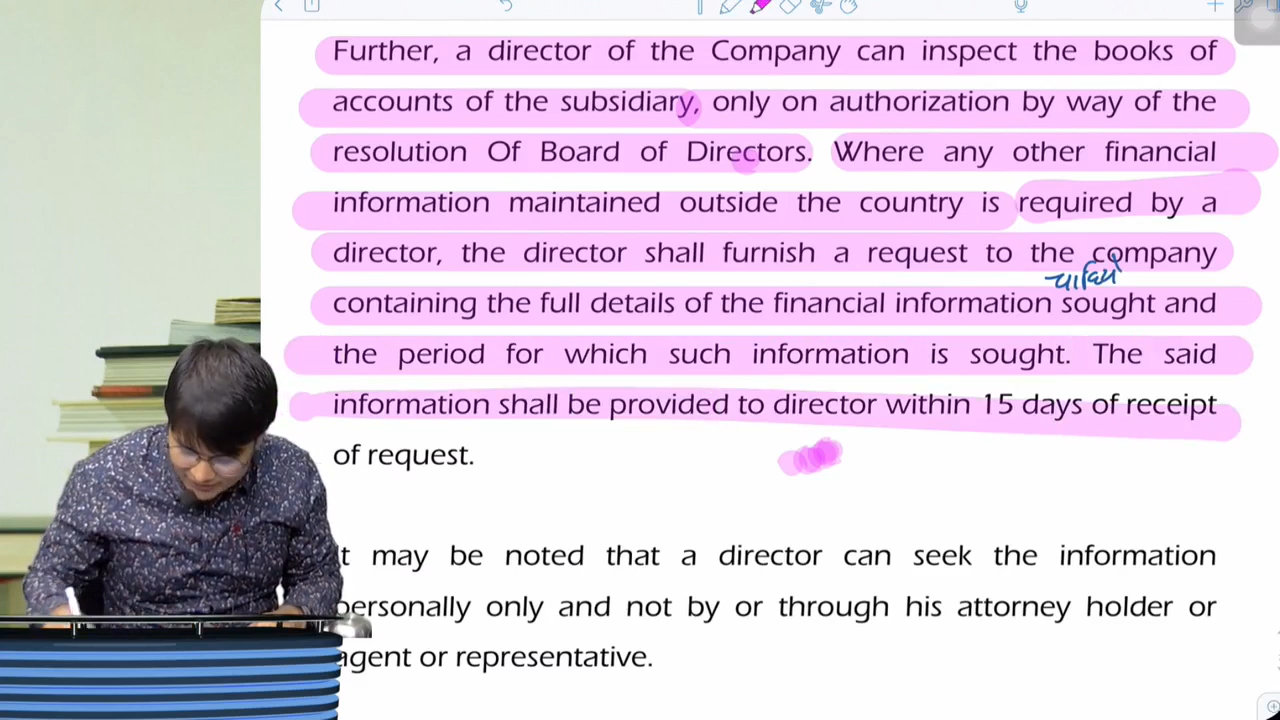 Further, a director of the Company can inspect the books of
accounts of the subsidiary, only on authorization by way of the
resolution Of Board of Directors. Where any other financial
information maintained outside the country is required by a
director, the director shall furnish a request to the company
containing the full details of the financial information sought and
the period for which such information is sought. The said
information shall be provided to director within 15 days of receipt
of request.
It may be noted that a director can seek the information
personally only and not by or through his attorney holder or
agent or representative.